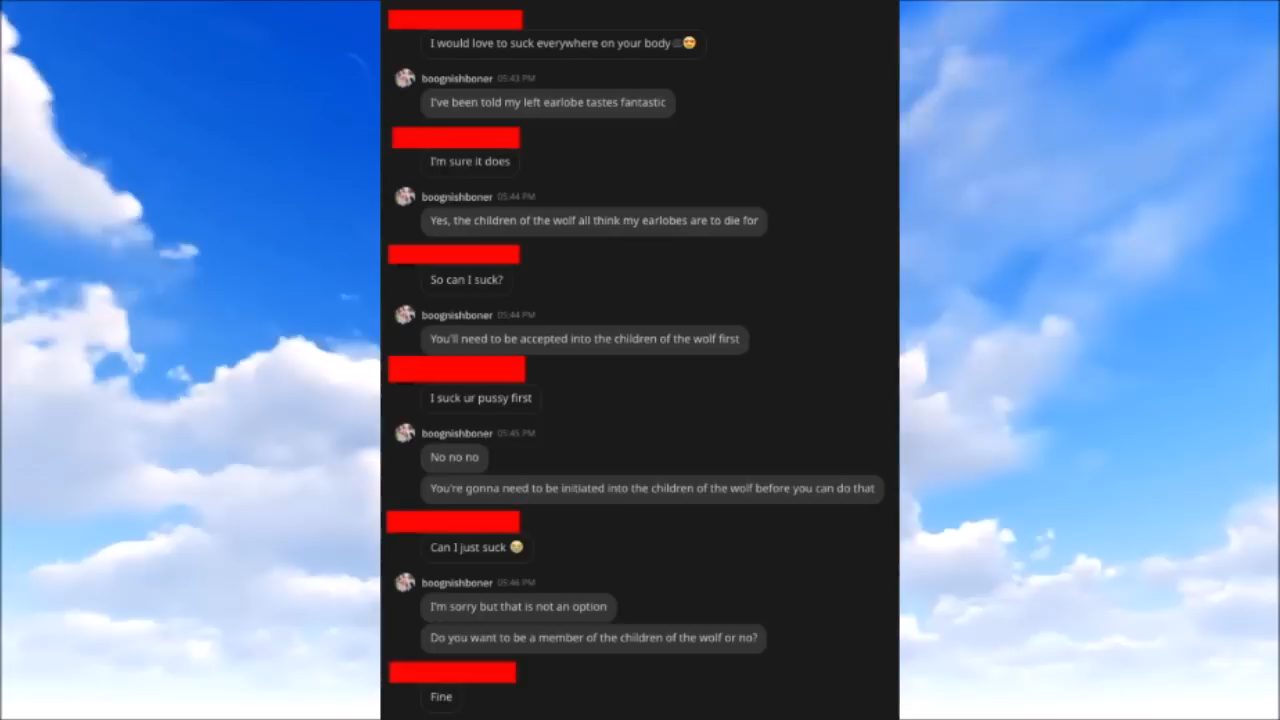 I would love to suck everywhere on your body
boognishboner 05:43 PM
I've been told my left earlobe tastes fantastic
I'm sure it does
boognishboner 05:44 PM
Yes, the children of the wolf all think my earlobes are to die for
So can I suck?
boognishboner 05:44 PM
You'll need to be accepted into the children of the wolf first
I suck ur pussy first
boognishboner 05:45 PM
No no no
You're gonna need to be initiated into the children of the wolf before you can do that
Can I just suck 🥹
boognishboner 05:46 PM
I'm sorry but that is not an option
Do you want to be a member of the children of the wolf or no?
Fine